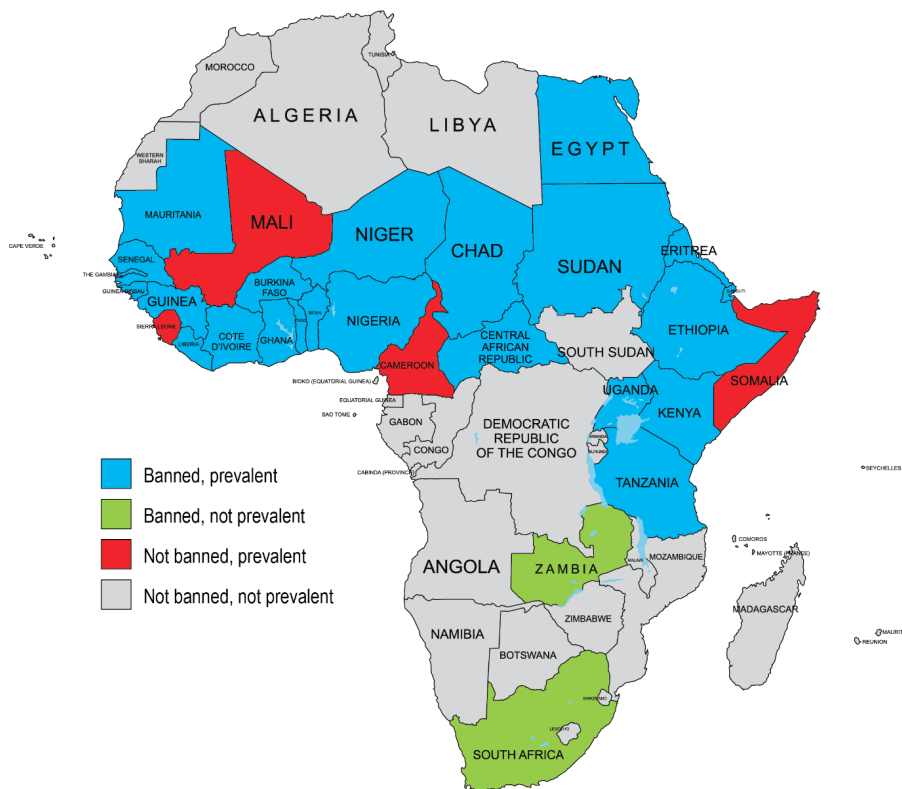 MOROCCO
TUNISIA
ALGERIA
LIBYA
EGYPT
WESTERN
SHARAH
MAURITANIA
MALI
NIGER
CHAD
SUDAN
ERITREA
CAPE VERDE
SENEGAL
THE GAMBIA
GUINEA BISSAU
GUINEA
BURKINA
FASO
DJIBOUTI
SIERRA LEONE
LIBERIA
COTE
D'IVOIRE
GHANA
TOGO
BENIN
NIGERIA
CENTRAL
AFRICAN
REPUBLIC
SOUTH SUDAN
ETHIOPIA
SOMALIA
CAMEROON
BIOKO (EQUATORIAL GUINEA)
EQUATORIAL GUINEA
SAO TOME
GABON
CONGO
CABINDA (PROVINCE)
DEMOCRATIC
REPUBLIC
OF THE CONGO
UGANDA
KENYA
RWANDA
BURUNDI
TANZANIA
SEYCHELLES
Banned, prevalent
Banned, not prevalent
Not banned, prevalent
Not banned, not prevalent
ANGOLA
ZAMBIA
MALAWI
MOZAMBIQUE
COMOROS
MAYOTTE (FRANCE)
MADAGASCAR
MAURIT
REUNION
ZIMBABWE
NAMIBIA
BOTSWANA
SWAZILAND
LESOTHO
SOUTH AFRICA